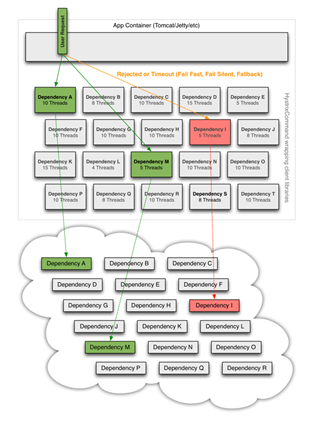 User Request
App Container (Tomcat/Jetty/etc)
Rejected or Timeout (Fail Fast, Fail Silent, Fallback)
Dependency A
10 Threads
Dependency B
8 Threads
Dependency C
10 Threads
Dependency D
15 Threads
Dependency E
5 Threads
Dependency F
10 Threads
Dependency G
10 Threads
Dependency H
10 Threads
Dependency I
5 Threads
Dependency J
8 Threads
Dependency K
15 Threads
Dependency L
4 Threads
Dependency M
5 Threads
Dependency N
10 Threads
Dependency O
10 Threads
Dependency P
10 Threads
Dependency Q
8 Threads
Dependency R
10 Threads
Dependency S
8 Threads
Dependency T
10 Threads
HystrixCommand wrapping client libraries
Dependency A
Dependency B
Dependency C
Dependency D
Dependency E
Dependency F
Dependency G
Dependency H
Dependency I
Dependency J
Dependency K
Dependency L
Dependency M
Dependency N
Dependency O
Dependency P
Dependency Q
Dependency R